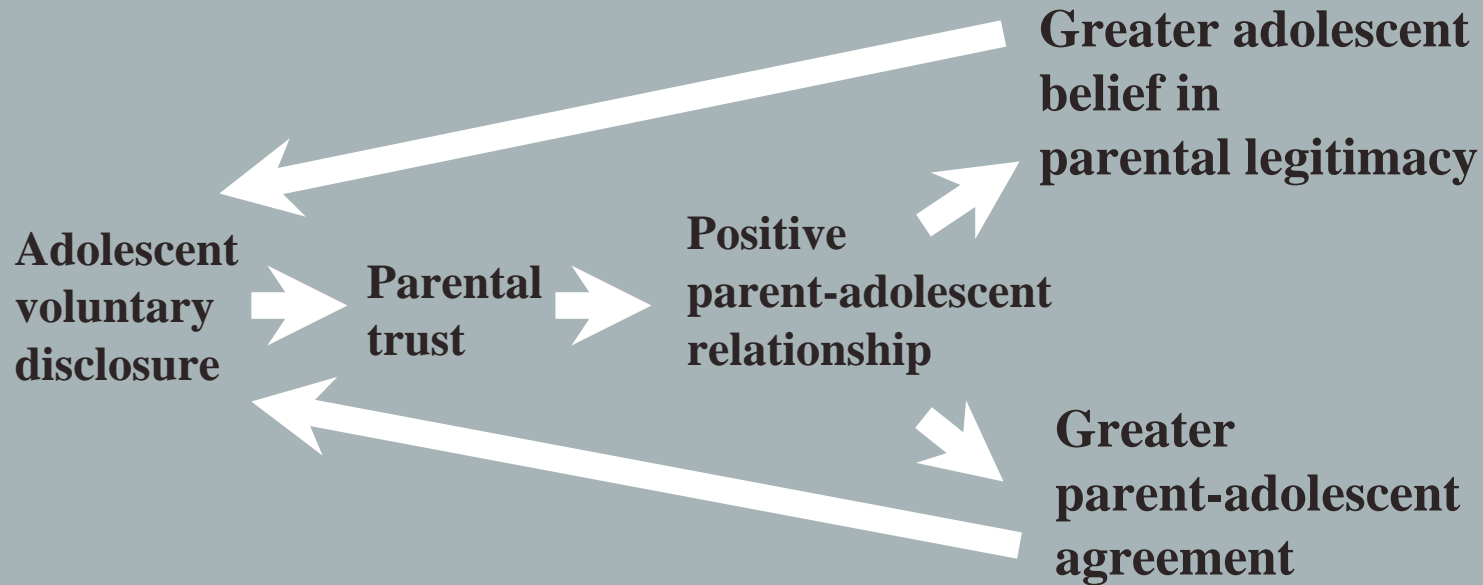 Greater adolescent
belief in
parental legitimacy
Adolescent
voluntary
disclosure
Parental
trust
Positive
parent-adolescent
relationship
Greater
parent-adolescent
agreement